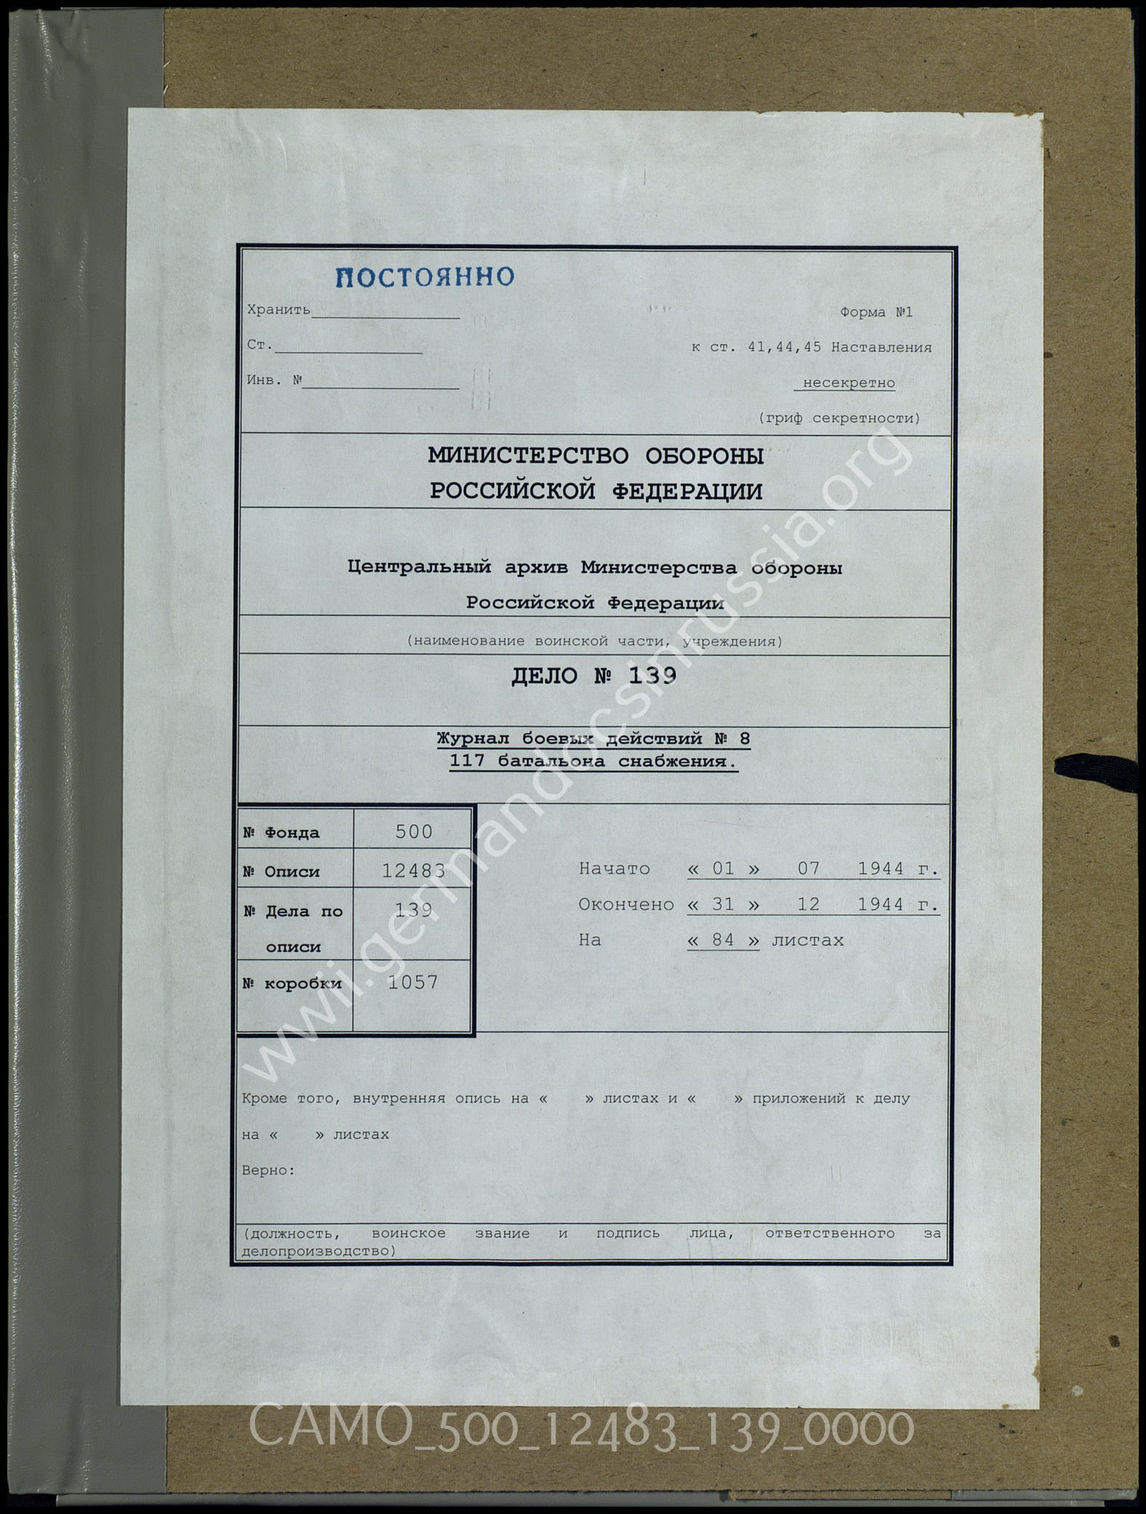 ПОСТОЯННО
Хранить
Форма №1
Ст.
к ст. 41,44,45 Наставления
Инв. №
несекретно
(гриф секретности)
МИНИСТЕРСТВО ОБОРОНЫ
РОССИЙСКОЙ ФЕДЕРАЦИИ
Центральный архив Министерства обороны
Российской Федерации
(наименование воинской части, учреждения)
ДЕЛО № 139
Журнал боевых действий № 8
117 батальона снабжения.
№ Фонда 500
№ Описи 12483
№ Дела по описи 139
№ коробки 1057
Начато « 01 » 07 1944 г.
Окончено « 31 » 12 1944 г.
На « 84 » листах
Кроме того, внутренняя опись на « » листах и « » приложений к делу
на « » листах
Верно:
(должность, воинское звание и подпись лица, ответственного за
делопроизводство)
wwii.germandocsinrussia.org
CAMO_500_12483_139_0000